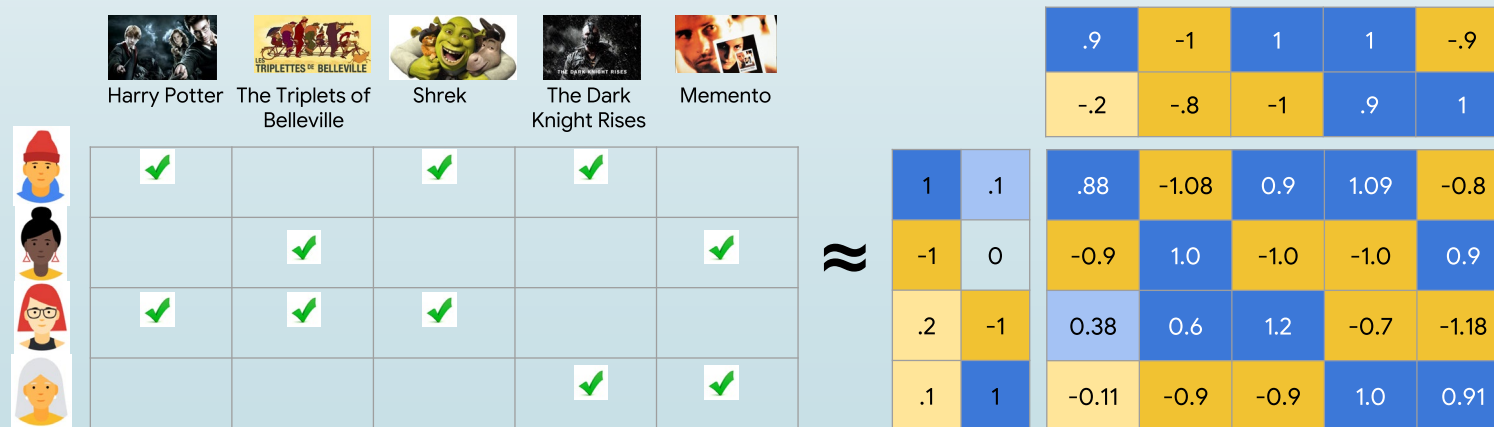 LES
TRIPLETTES DE BELLEVILLE
THE DARK KNIGHT RISES
Harry Potter
The Triplets of
Belleville
Shrek
The Dark
Knight Rises
Memento
≈
.9 -1 1 1 -.9
-.2 -.8 -1 .9 1
1 .1
-1 0
.2 -1
.1 1
.88 -1.08 0.9 1.09 -0.8
-0.9 1.0 -1.0 -1.0 0.9
0.38 0.6 1.2 -0.7 -1.18
-0.11 -0.9 -0.9 1.0 0.91